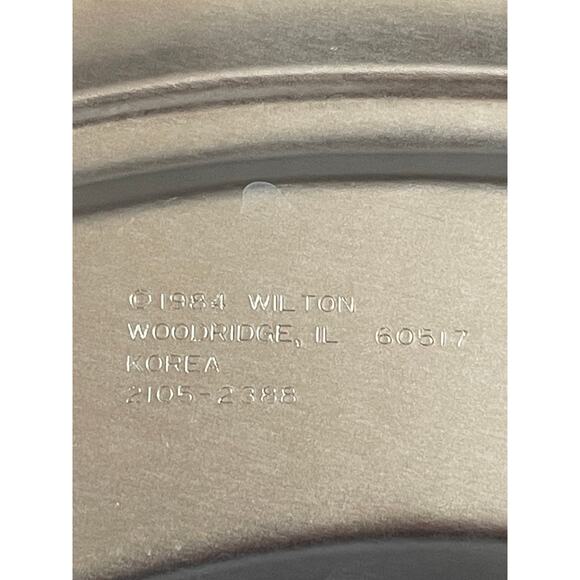 ©1984 WILTON
WOODRIDGE, IL 60517
KOREA
2105-2388